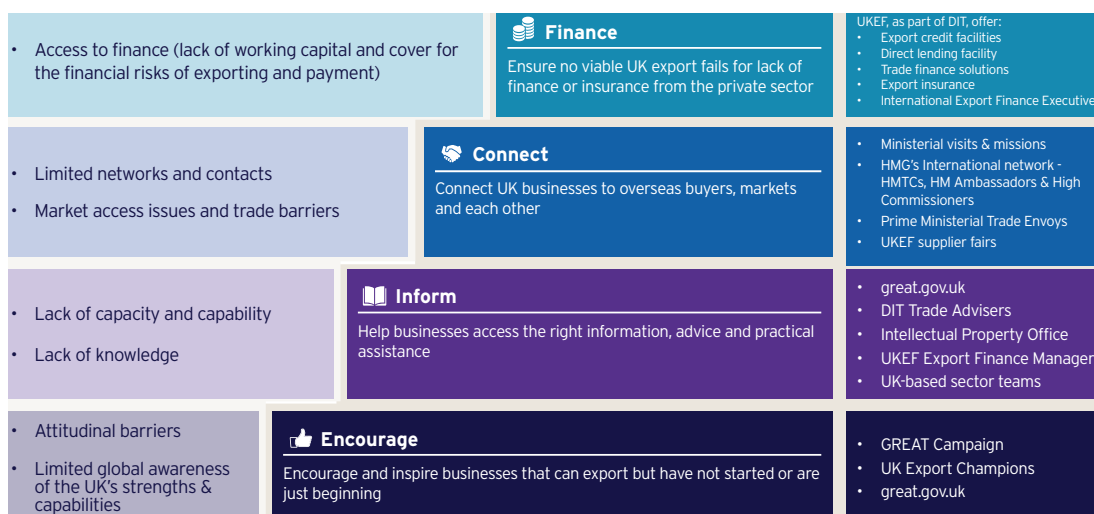 • Access to finance (lack of working capital and cover for
the financial risks of exporting and payment)
Finance
Ensure no viable UK export fails for lack of
finance or insurance from the private sector
UKEF, as part of DIT, offer:
• Export credit facilities
• Direct lending facility
• Trade finance solutions
• Export insurance
• International Export Finance Executive
• Limited networks and contacts
• Market access issues and trade barriers
Connect
Connect UK businesses to overseas buyers, markets
and each other
• Ministerial visits & missions
• HMG's International network -
HMTCs, HM Ambassadors & High
Commissioners
• Prime Ministerial Trade Envoys
• UKEF supplier fairs
• Lack of capacity and capability
• Lack of knowledge
Inform
Help businesses access the right information, advice and practical
assistance
• great.gov.uk
• DIT Trade Advisers
• Intellectual Property Office
• UKEF Export Finance Manager
• UK-based sector teams
• Attitudinal barriers
• Limited global awareness
of the UK's strengths &
capabilities
Encourage
Encourage and inspire businesses that can export but have not started or are
just beginning
• GREAT Campaign
• UK Export Champions
• great.gov.uk